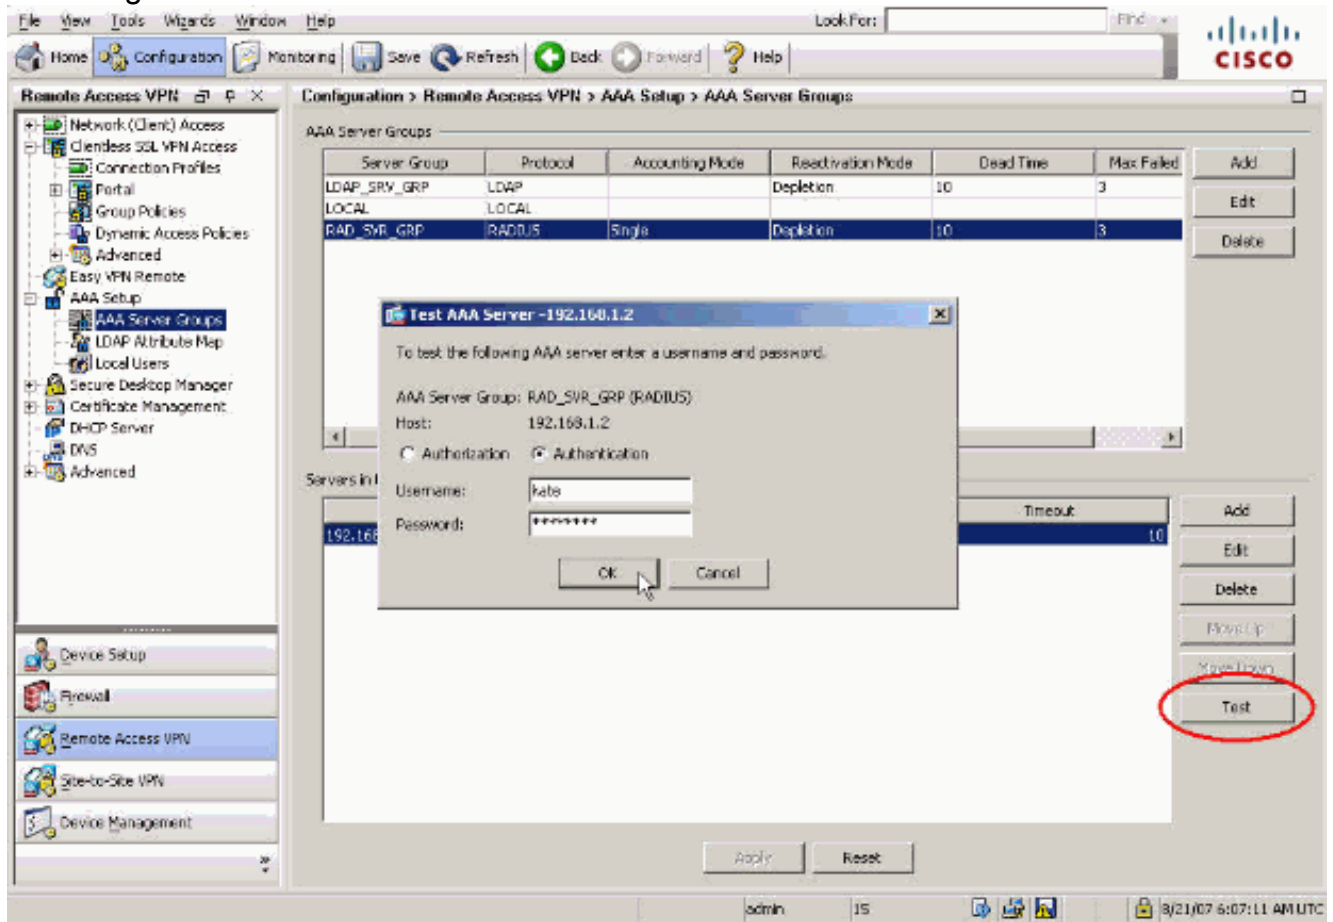 File View Tools Wizards Window Help Look For: Find
Home Configuration Monitoring Save Refresh Back Forward Help
CISCO
Remote Access VPN
Network (Client) Access
Clientless SSL VPN Access
Connection Profiles
Portal
Group Policies
Dynamic Access Policies
Advanced
Easy VPN Remote
AAA Setup
AAA Server Groups
LDAP Attribute Map
Local Users
Secure Desktop Manager
Certificate Management
DHCP Server
DNS
Advanced
Device Setup
Firewall
Remote Access VPN
Site-to-Site VPN
Device Management
Configuration > Remote Access VPN > AAA Setup > AAA Server Groups
AAA Server Groups
Server Group Protocol Accounting Mode Reactivation Mode Dead Time Max Failed
LDAP_SRV_GRP LDAP Depletion 10 3
LOCAL LOCAL
RAD_SVR_GRP RADIUS Single Depletion 10 3
Add
Edit
Delete
Test AAA Server -192.168.1.2
To test the following AAA server enter a username and password.
AAA Server Group: RAD_SVR_GRP (RADIUS)
Host: 192.168.1.2
Authorization Authentication
Username: kate
Password: ********
OK Cancel
Servers in
Timeout
192.168 10
Add
Edit
Delete
Move Up
Move Down
Test
Apply Reset
admin 15 8/21/07 6:07:11 AM UTC